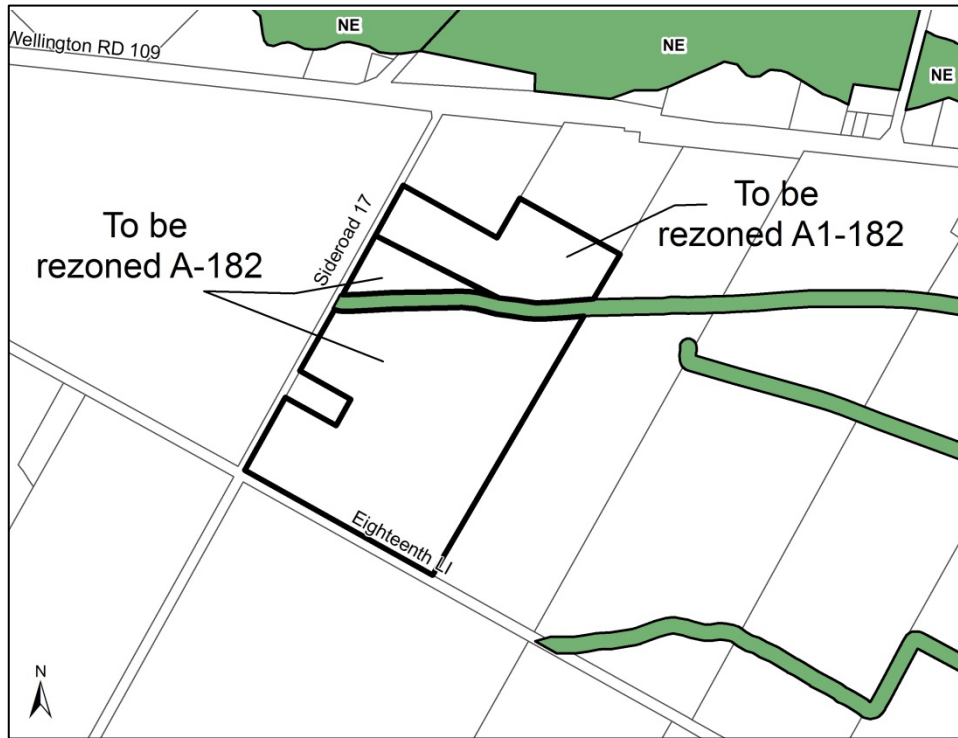 NE
NE
NE
Wellington RD 109
Sideroad 17
To be
rezoned A-182
To be
rezoned A1-182
Eighteenth LI
N